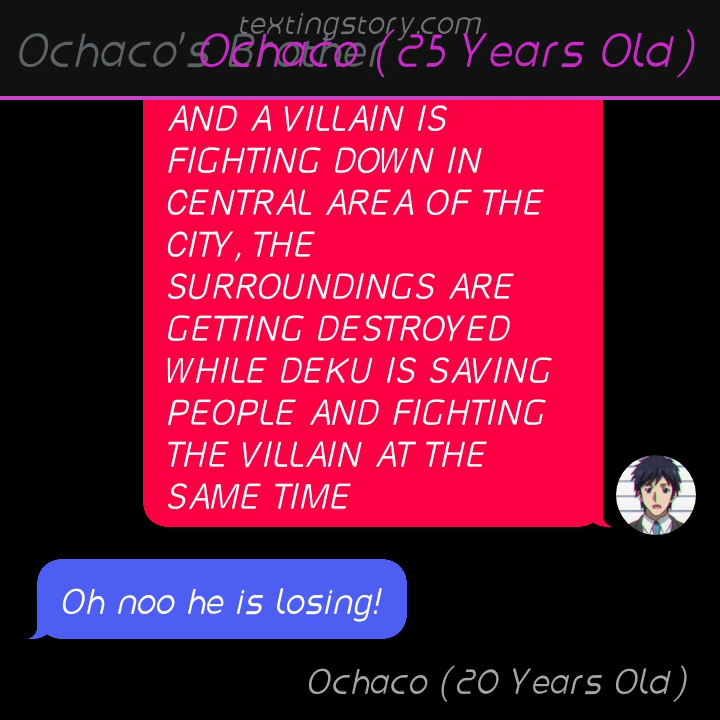 textingstory.com
Ochaco's Brother
Ochaco (25 Years Old)
AND A VILLAIN IS
FIGHTING DOWN IN
CENTRAL AREA OF THE
CITY, THE
SURROUNDINGS ARE
GETTING DESTROYED
WHILE DEKU IS SAVING
PEOPLE AND FIGHTING
THE VILLAIN AT THE
SAME TIME
Oh noo he is losing!
Ochaco (20 Years Old)